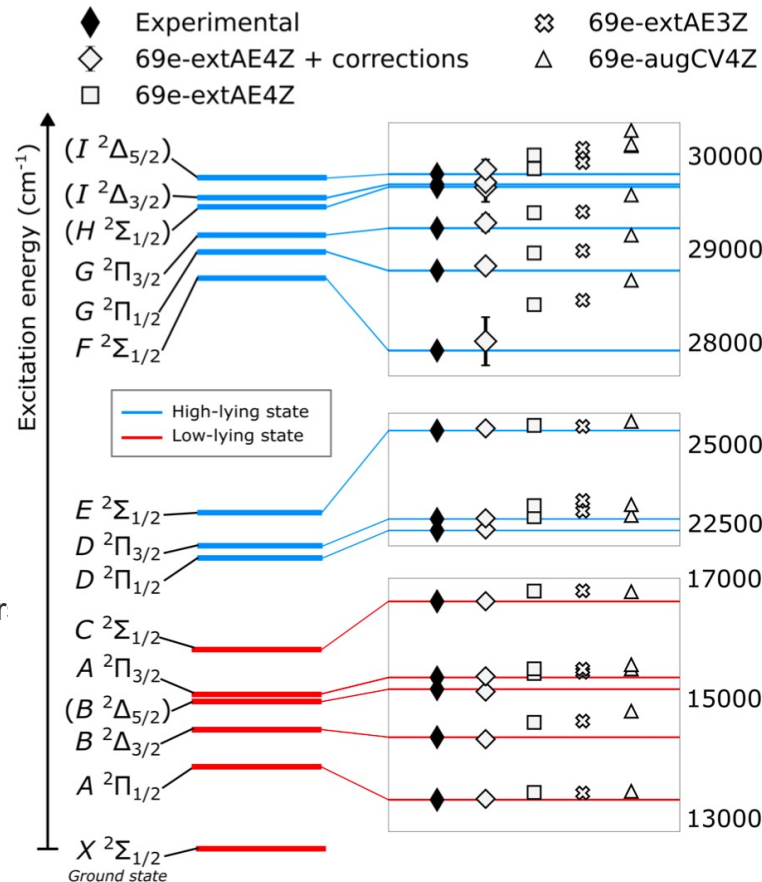 Experimental
69e-extAE4Z + corrections
69e-extAE4Z
69e-extAE3Z
69e-augCV4Z
Excitation energy (cm⁻¹)
(I ²Δ₅/₂)
(I ²Δ₃/₂)
(H ²Σ₁/₂)
G ²Π₃/₂
G ²Π₁/₂
F ²Σ₁/₂
30000
29000
28000
High-lying state
Low-lying state
E ²Σ₁/₂
D ²Π₃/₂
D ²Π₁/₂
25000
22500
r
C ²Σ₁/₂
A ²Π₃/₂
(B ²Δ₅/₂)
B ²Δ₃/₂
A ²Π₁/₂
17000
15000
13000
X ²Σ₁/₂
Ground state